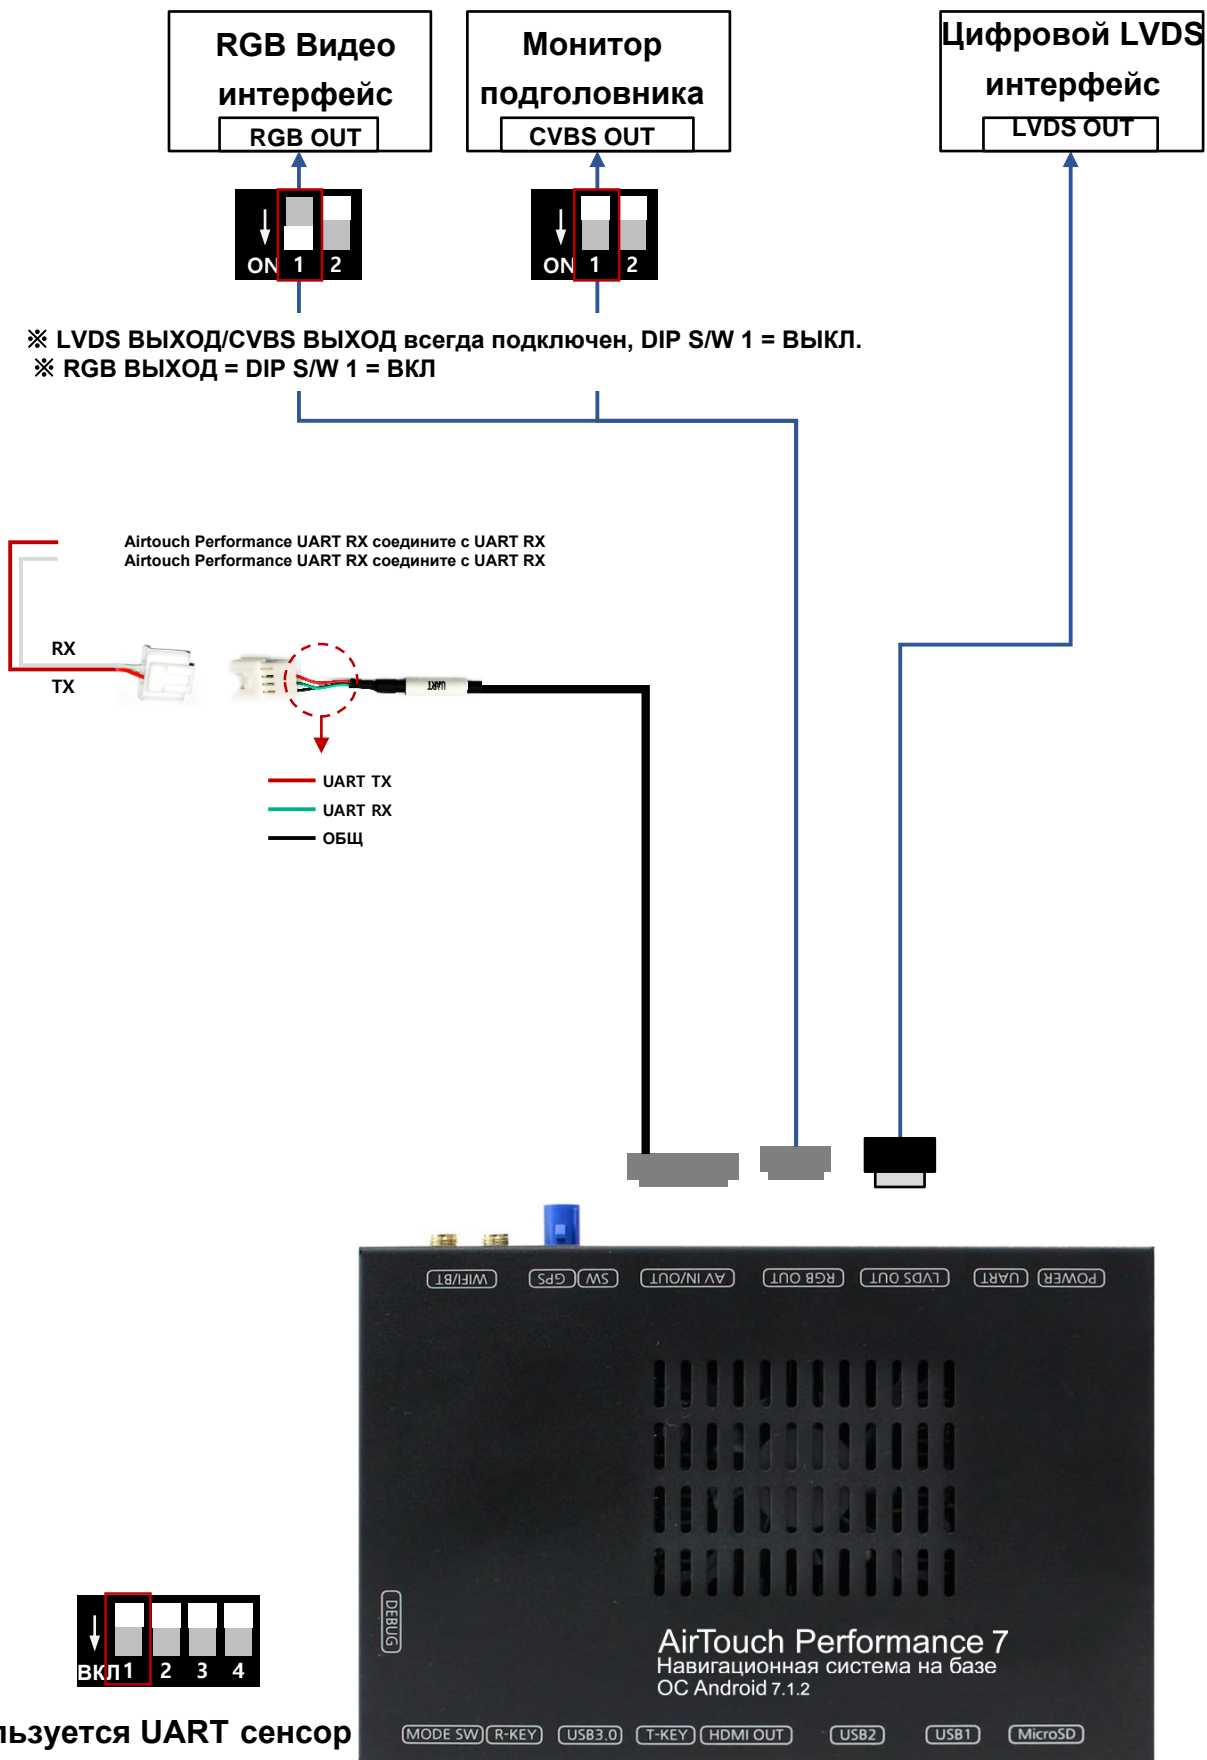 RGB Видео
интерфейс
RGB OUT
Монитор
подголовника
CVBS OUT
Цифровой LVDS
интерфейс
LVDS OUT
ON 1 2
ON 1 2
※ LVDS ВЫХОД/CVBS ВЫХОД всегда подключен, DIP S/W 1 = ВЫКЛ.
※ RGB ВЫХОД = DIP S/W 1 = ВКЛ
Airtouch Performance UART RX соедините с UART RX
Airtouch Performance UART RX соедините с UART RX
RX
TX
UART
UART TX
UART RX
ОБЩ
WIFI/BT
GPS
SW
AV IN/OUT
RGB OUT
LVDS OUT
UART
POWER
DEBUG
AirTouch Performance 7
Навигационная система на базе
ОС Android 7.1.2
ВКЛ 1 2 3 4
льзуется UART сенсор
MODE SW
R-KEY
USB3.0
T-KEY
HDMI OUT
USB2
USB1
MicroSD